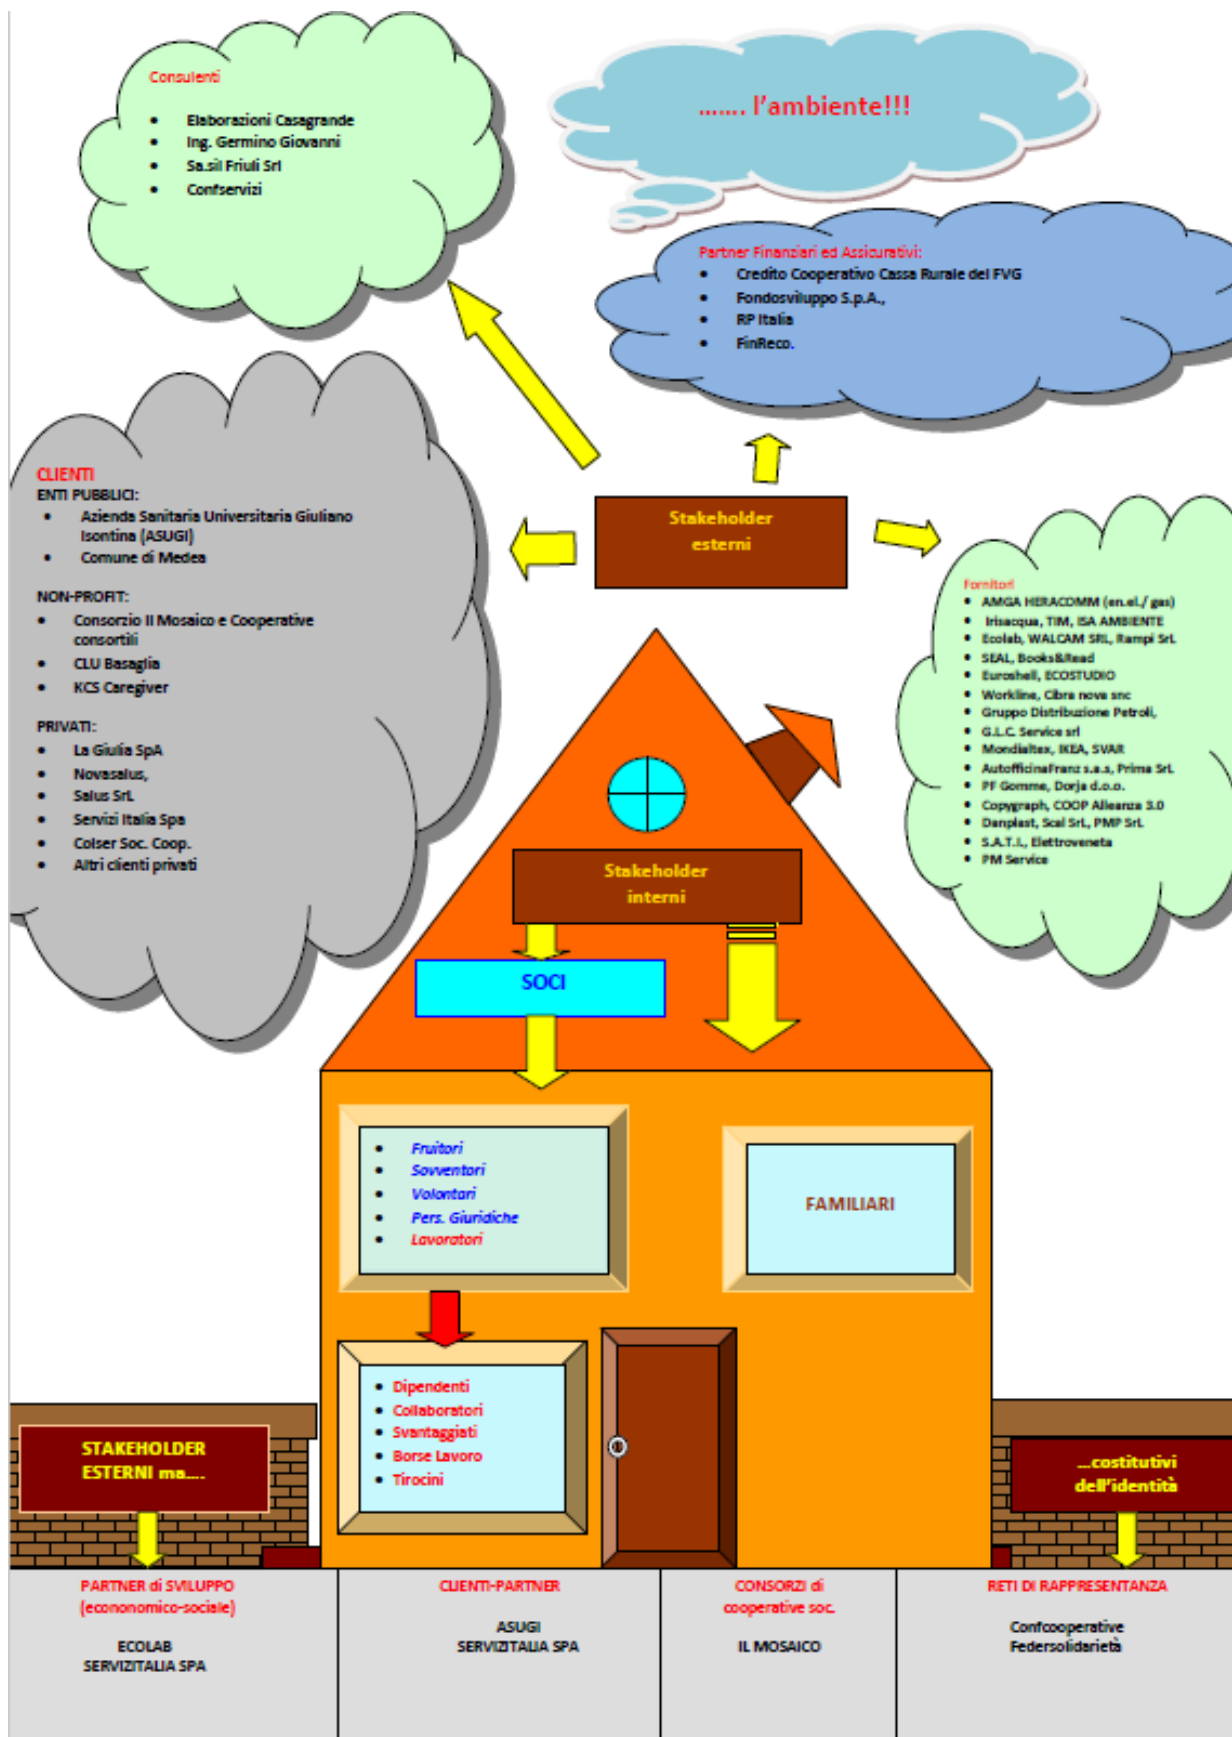 Consulenti
• Elaborazioni Casagrande
• Ing. Germino Giovanni
• Sa.sil Friuli Srl
• Confservizi
....... l'ambiente!!!
Partner Finanziari ed Assicurativi:
• Credito Cooperativo Cassa Rurale del FVG
• Fondosviluppo S.p.A.,
• RP Italia
• FinReco.
CLIENTI
ENTI PUBBLICI:
• Azienda Sanitaria Universitaria Giuliano
Isontina (ASUGI)
• Comune di Medea
NON-PROFIT:
• Consorzio Il Mosaico e Cooperative
consortili
• CLU Basaglia
• KCS Caregiver
PRIVATI:
• La Giulia SpA
• Novasalus,
• Salus Srl.
• Servizi Italia Spa
• Colser Soc. Coop.
• Altri clienti privati
Stakeholder
esterni
Fornitori
• AMGA HERACOMM (en.el./ gas)
• Irisacqua, TIM, ISA AMBIENTE
• Ecolab, WALCAM SRL, Rampi Srl.
• SEAL, Books&Read
• Euroshell, ECOSTUDIO
• Workline, Cibra nova snc
• Gruppo Distribuzione Petroli,
• G.L.C. Service srl
• Mondialtex, IKEA, SVAR
• AutofficinaFranz s.a.s, Prima Srl.
• PF Gomme, Dorja d.o.o.
• Copygraph, COOP Alleanza 3.0
• Danplast, Scal Srl., PMP Srl.
• S.A.T.I., Elettroveneta
• PM Service
Stakeholder
interni
SOCI
• Fruitori
• Sovventori
• Volontari
• Pers. Giuridiche
• Lavoratori
FAMILIARI
• Dipendenti
• Collaboratori
• Svantaggiati
• Borse Lavoro
• Tirocini
STAKEHOLDER
ESTERNI ma....
...costitutivi
dell'identità
PARTNER di SVILUPPO
(econonomico-sociale)
ECOLAB
SERVIZITALIA SPA
CLIENTI-PARTNER
ASUGI
SERVIZITALIA SPA
CONSORZI di
cooperative soc.
IL MOSAICO
RETI DI RAPPRESENTANZA
Confcooperative
Federsolidarietà